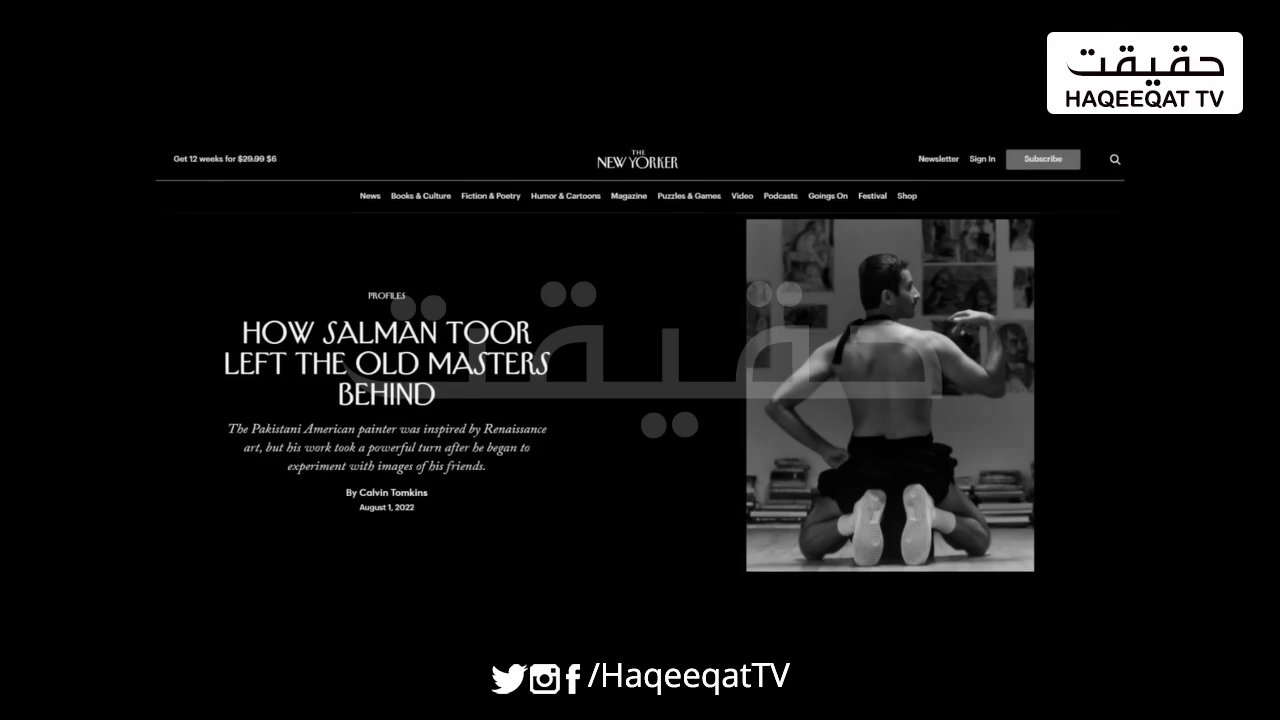 حقيقت
HAQEEQAT TV
Get 12 weeks for $29.99 $6
THE
NEW YORKER
Newsletter Sign In Subscribe
News Books & Culture Fiction & Poetry Humor & Cartoons Magazine Puzzles & Games Video Podcasts Goings On Festival Shop
PROFILES
HOW SALMAN TOOR
LEFT THE OLD MASTERS
BEHIND
The Pakistani American painter was inspired by Renaissance
art, but his work took a powerful turn after he began to
experiment with images of his friends.
By Calvin Tomkins
August 1, 2022
حقيقت
/HaqeeqatTV